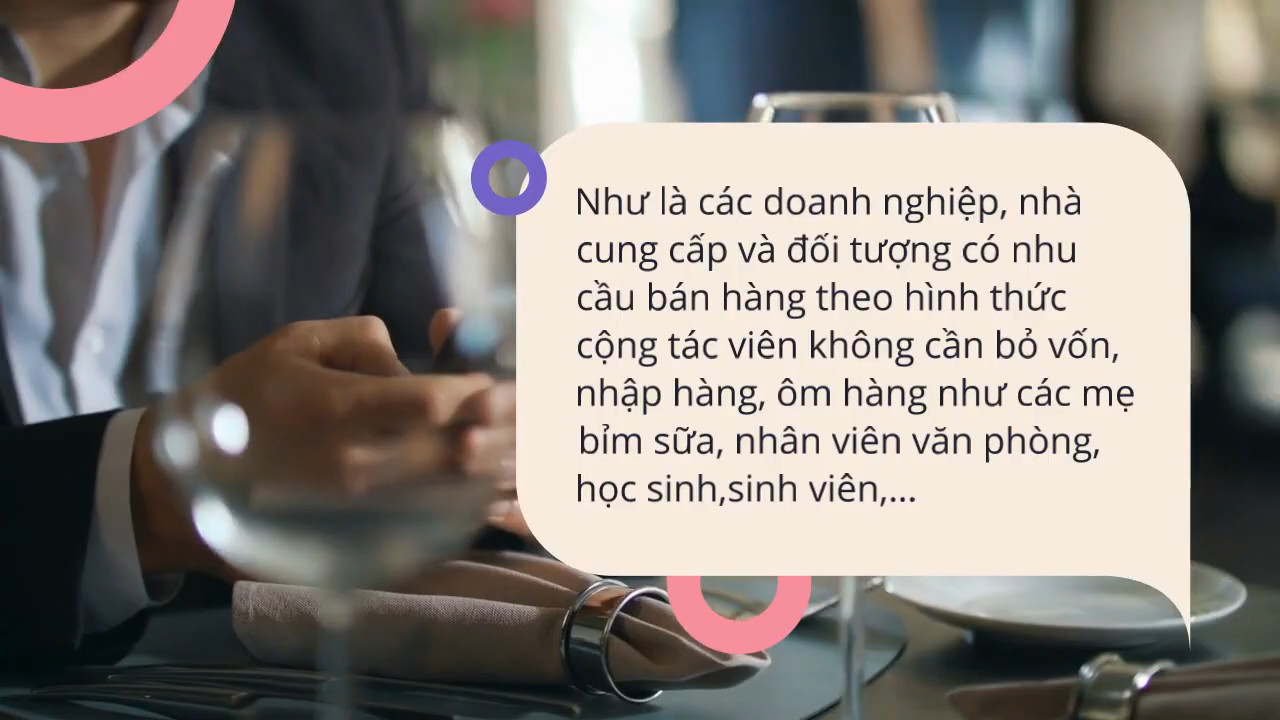 Như là các doanh nghiệp, nhà
cung cấp và đối tượng có nhu
cầu bán hàng theo hình thức
cộng tác viên không cần bỏ vốn,
nhập hàng, ôm hàng như các mẹ
bỉm sữa, nhân viên văn phòng,
học sinh,sinh viên,...